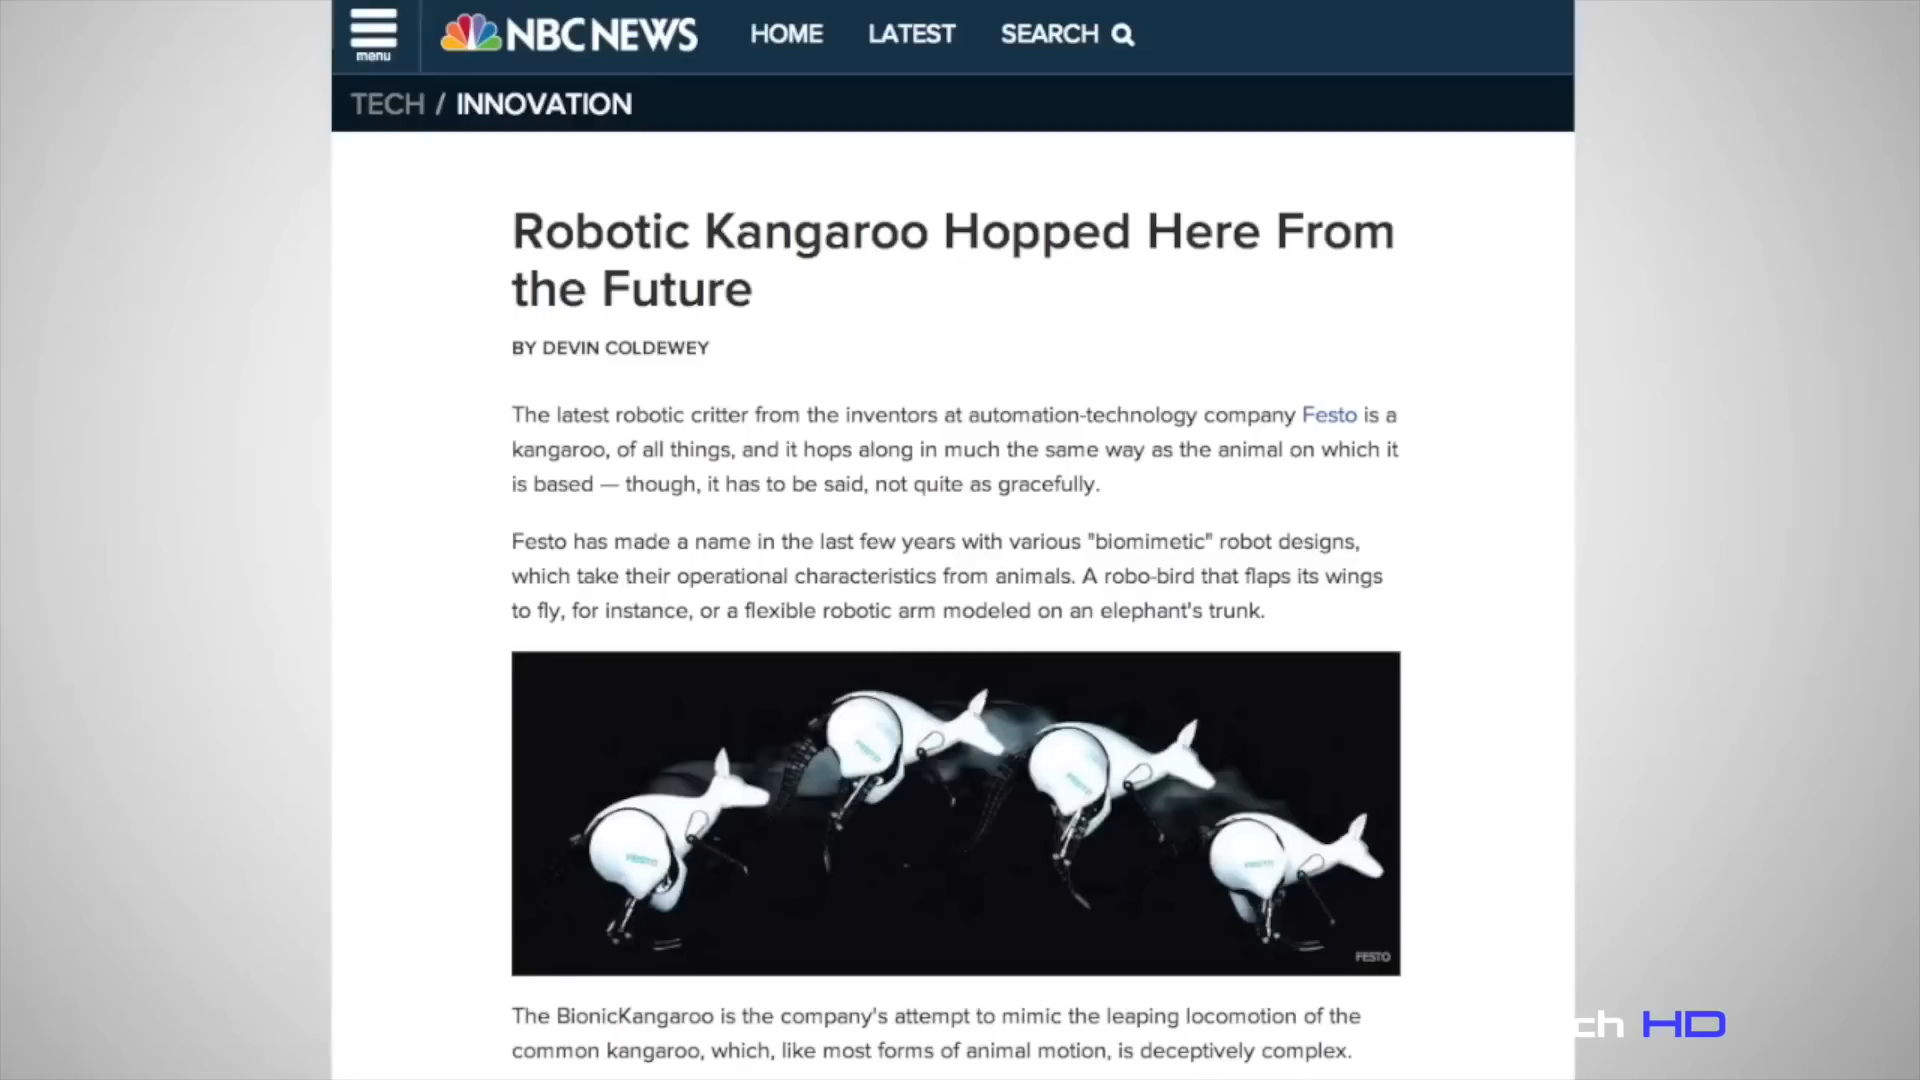 menu
NBC NEWS HOME LATEST SEARCH
TECH / INNOVATION
Robotic Kangaroo Hopped Here From
the Future
BY DEVIN COLDEWEY
The latest robotic critter from the inventors at automation-technology company Festo is a
kangaroo, of all things, and it hops along in much the same way as the animal on which it
is based — though, it has to be said, not quite as gracefully.
Festo has made a name in the last few years with various "biomimetic" robot designs,
which take their operational characteristics from animals. A robo-bird that flaps its wings
to fly, for instance, or a flexible robotic arm modeled on an elephant's trunk.
FESTO
FESTO
FESTO
FESTO
FESTO
The BionicKangaroo is the company's attempt to mimic the leaping locomotion of the
common kangaroo, which, like most forms of animal motion, is deceptively complex.
ch HD